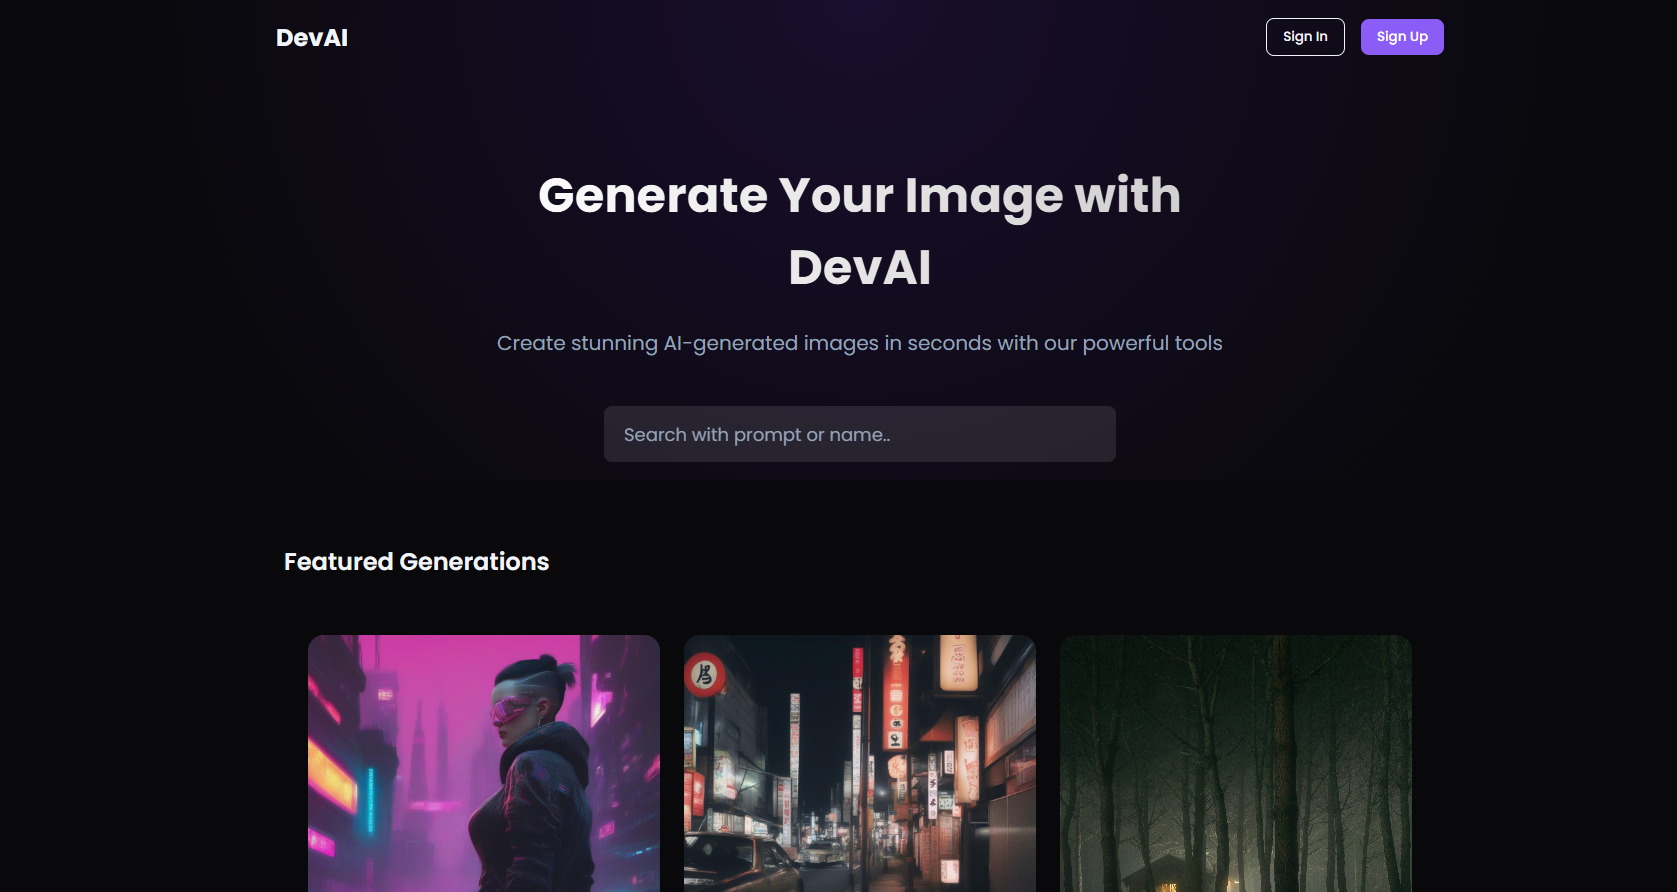 DevAI
Sign In
Sign Up
Generate Your Image with
DevAI
Create stunning AI-generated images in seconds with our powerful tools
Search with prompt or name..
Featured Generations